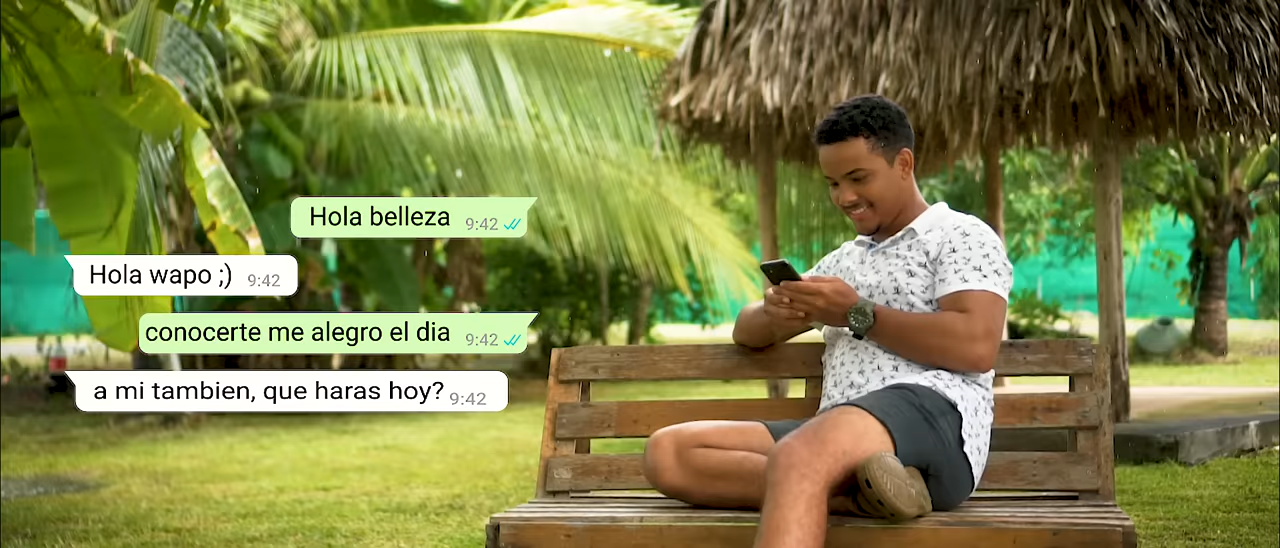 Hola belleza 9:42
Hola wapo ;) 9:42
conocerte me alegro el dia 9:42
a mi tambien, que haras hoy? 9:42